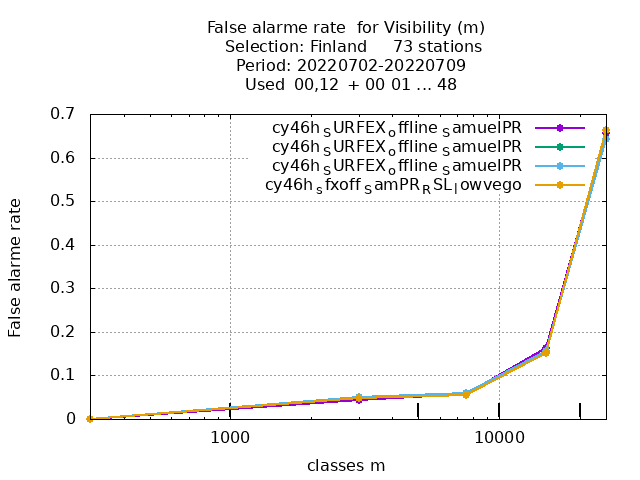 False alarme rate  for Visibility (m)
Selection: Finland     73 stations
Period: 20220702-20220709
Used  00,12  + 00 01 ... 48
0.7
0.6
0.5
0.4
0.3
0.2
0.1
0
False alarme rate
cy46h_SURFEX_offline_SamuelPR
cy46h_SURFEX_offline_SamuelPR
cy46h_SURFEX_offline_SamuelPR
cy46h_sfxoff_SamPR_RSL_lowvego
1000
10000
classes m